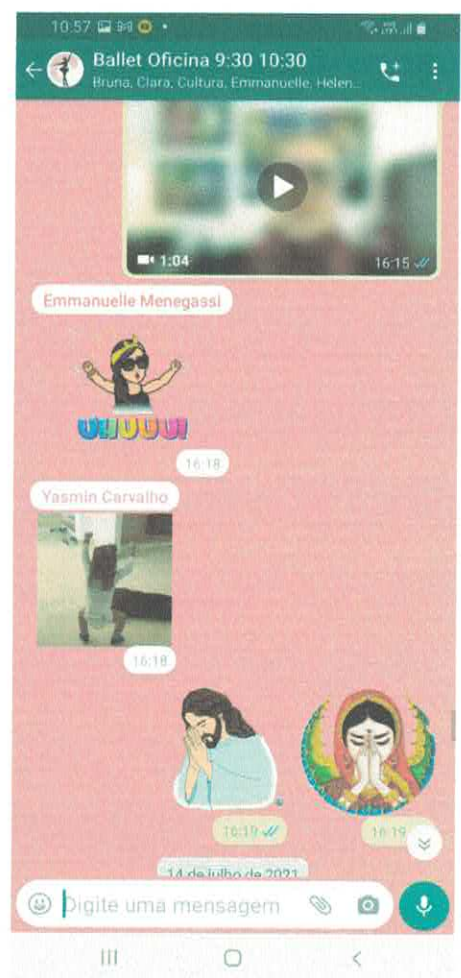 10:57
Ballet Oficina 9:30 10:30
Bruna, Clara, Cultura, Emmanuelle, Helen...
1:04
16:15
Emmanuelle Menegassi
UHUUUU!
16:18
Yasmin Carvalho
16:18
16:19
16:19
14 de julho de 2021
Digite uma mensagem